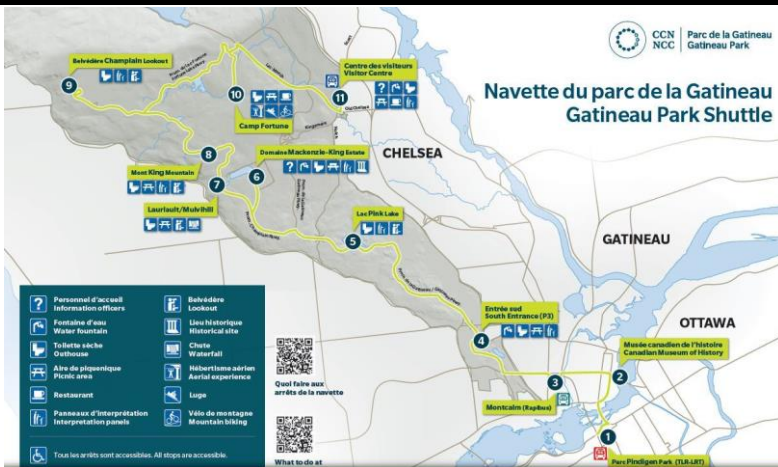 CCN
NCC
Parc de la Gatineau
Gatineau Park
Navette du parc de la Gatineau
Gatineau Park Shuttle
Belvédère Champlain Lookout
9
Centre des visiteurs
Visitor Centre
11
10
Camp Fortune
8
Domaine Mackenzie-King Estate
CHELSEA
Mont King Mountain
7
6
Lauriault/Mulvihill
Lac Pink Lake
5
GATINEAU
Entrée sud
South Entrance (P3)
4
OTTAWA
Musée canadien de l'histoire
Canadian Museum of History
2
3
Montcalm (Rapibus)
1
Parc Pindigen Park (TLR-LRT)
Personnel d'accueil
Information officers
Fontaine d'eau
Water fountain
Toilette sèche
Outhouse
Aire de piquenique
Picnic area
Restaurant
Panneaux d'interprétation
Interpretation panels
Belvédère
Lookout
Lieu historique
Historical site
Chute
Waterfall
Hébertisme aérien
Aerial experience
Luge
Vélo de montagne
Mountain biking
Tous les arrêts sont accessibles. All stops are accessible.
Quoi faire aux
arrêts de la navette
What to do at